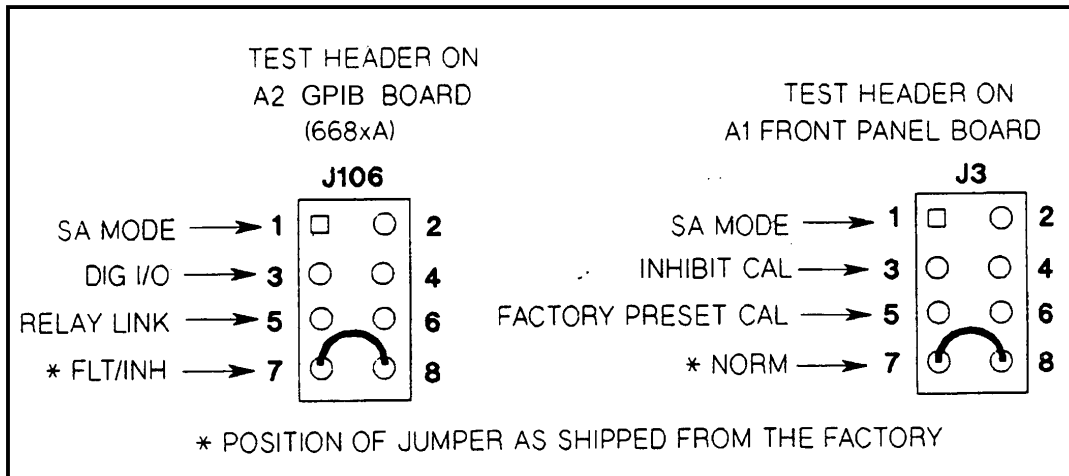 TEST HEADER ON
A2 GPIB BOARD
(668xA)
J106
SA MODE 1 2
DIG I/O 3 4
RELAY LINK 5 6
* FLT/INH 7 8
TEST HEADER ON
A1 FRONT PANEL BOARD
J3
SA MODE 1 2
INHIBIT CAL 3 4
FACTORY PRESET CAL 5 6
* NORM 7 8
* POSITION OF JUMPER AS SHIPPED FROM THE FACTORY